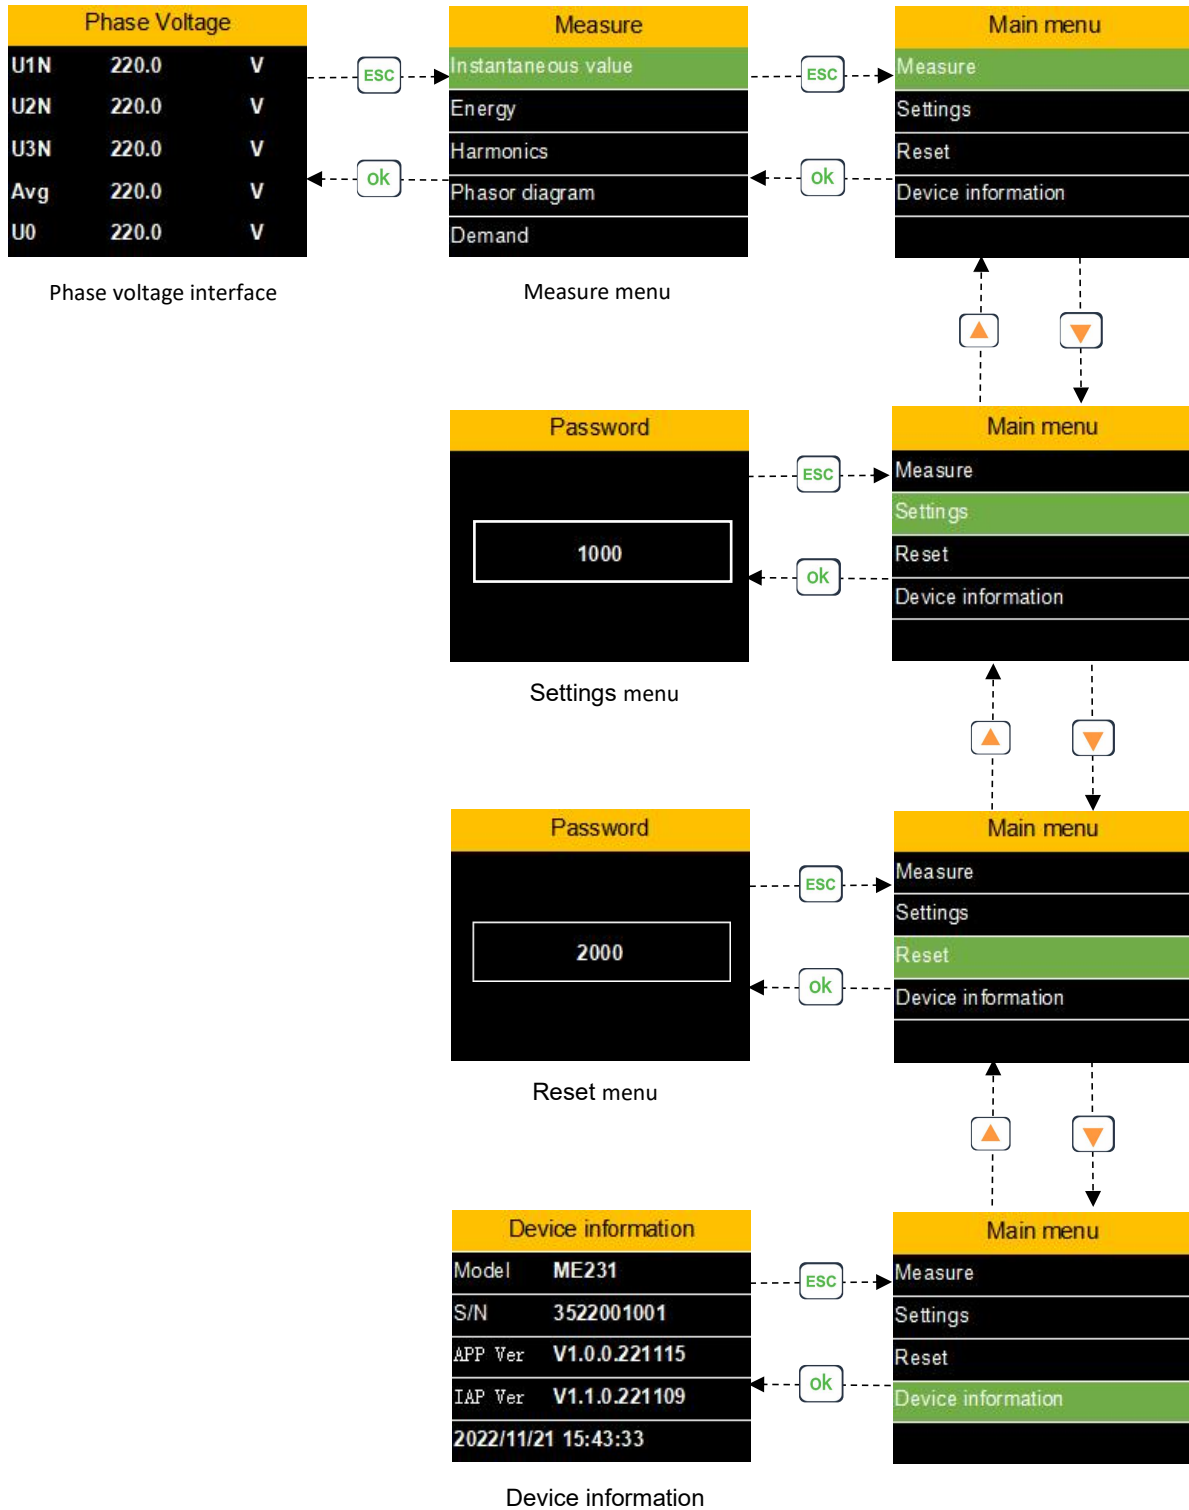 Phase Voltage
U1N 220.0 V
U2N 220.0 V
U3N 220.0 V
Avg 220.0 V
U0 220.0 V
Phase voltage interface
ESC
ok
Measure
Instantaneous value
Energy
Harmonics
Phasor diagram
Demand
Measure menu
ESC
ok
Main menu
Measure
Settings
Reset
Device information
Password
1000
Settings menu
ESC
ok
Main menu
Measure
Settings
Reset
Device information
Password
2000
Reset menu
ESC
ok
Main menu
Measure
Settings
Reset
Device information
Device information
Model ME231
S/N 3522001001
APP Ver V1.0.0.221115
IAP Ver V1.1.0.221109
2022/11/21 15:43:33
Device information
ESC
ok
Main menu
Measure
Settings
Reset
Device information